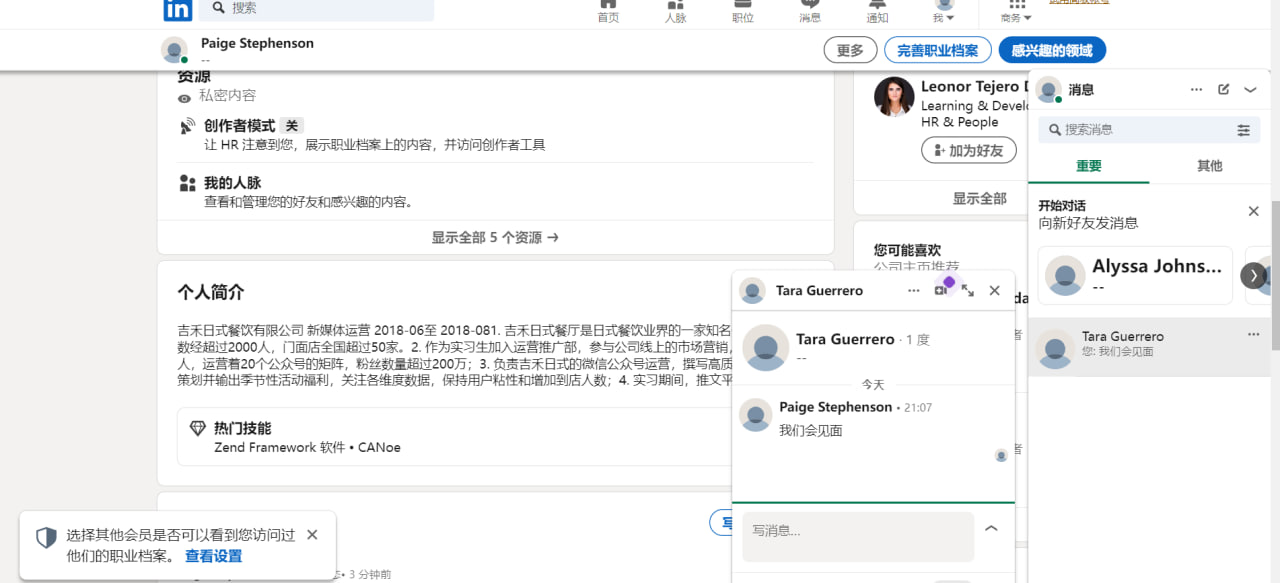 in
搜索
首页
人脉
职位
消息
通知
我
商务
试用高级帐号
Paige Stephenson
--
更多
完善职业档案
感兴趣的领域
资源
私密内容
创作者模式 关
让 HR 注意到您，展示职业档案上的内容，并访问创作者工具
我的人脉
查看和管理您的好友和感兴趣的内容。
显示全部 5 个资源 →
个人简介
吉禾日式餐饮有限公司 新媒体运营 2018-06至 2018-081. 吉禾日式餐厅是日式餐饮业界的一家知名
数经超过2000人，门面店全国超过50家。2. 作为实习生加入运营推广部，参与公司线上的市场营销，
人，运营着20个公众号的矩阵，粉丝数量超过200万；3. 负责吉禾日式的微信公众号运营，撰写高质
策划并输出季节性活动福利，关注各维度数据，保持用户粘性和增加到店人数；4. 实习期间，推文平
热门技能
Zend Framework 软件 • CANoe
写
• 3 分钟前
选择其他会员是否可以看到您访问过
他们的职业档案。 查看设置
Leonor Tejero
Learning & Devel
HR & People
加为好友
显示全部
您可能喜欢
公司主页推荐
da
者
者
Tara Guerrero
Tara Guerrero · 1 度
--
今天
Paige Stephenson • 21:07
我们会见面
写消息...
消息
搜索消息
重要
其他
开始对话
向新好友发消息
Alyssa Johns...
--
Tara Guerrero
您: 我们会见面